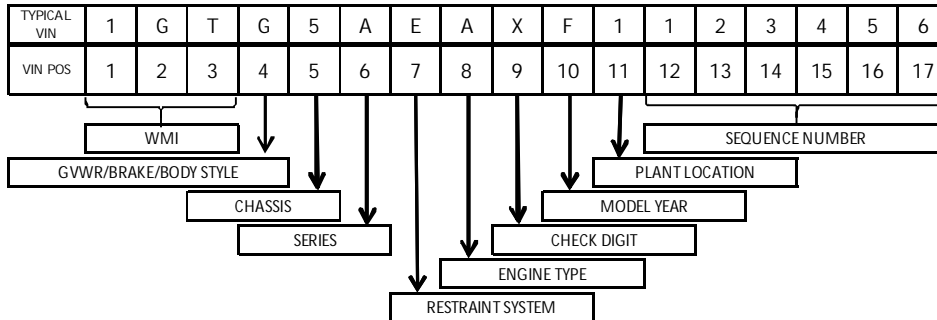 TYPICAL VIN 1 G T G 5 A E A X F 1 1 2 3 4 5 6
VIN POS 1 2 3 4 5 6 7 8 9 10 11 12 13 14 15 16 17
WMI SEQUENCE NUMBER
GVWR/BRAKE/BODY STYLE PLANT LOCATION
CHASSIS MODEL YEAR
SERIES CHECK DIGIT
ENGINE TYPE
RESTRAINT SYSTEM